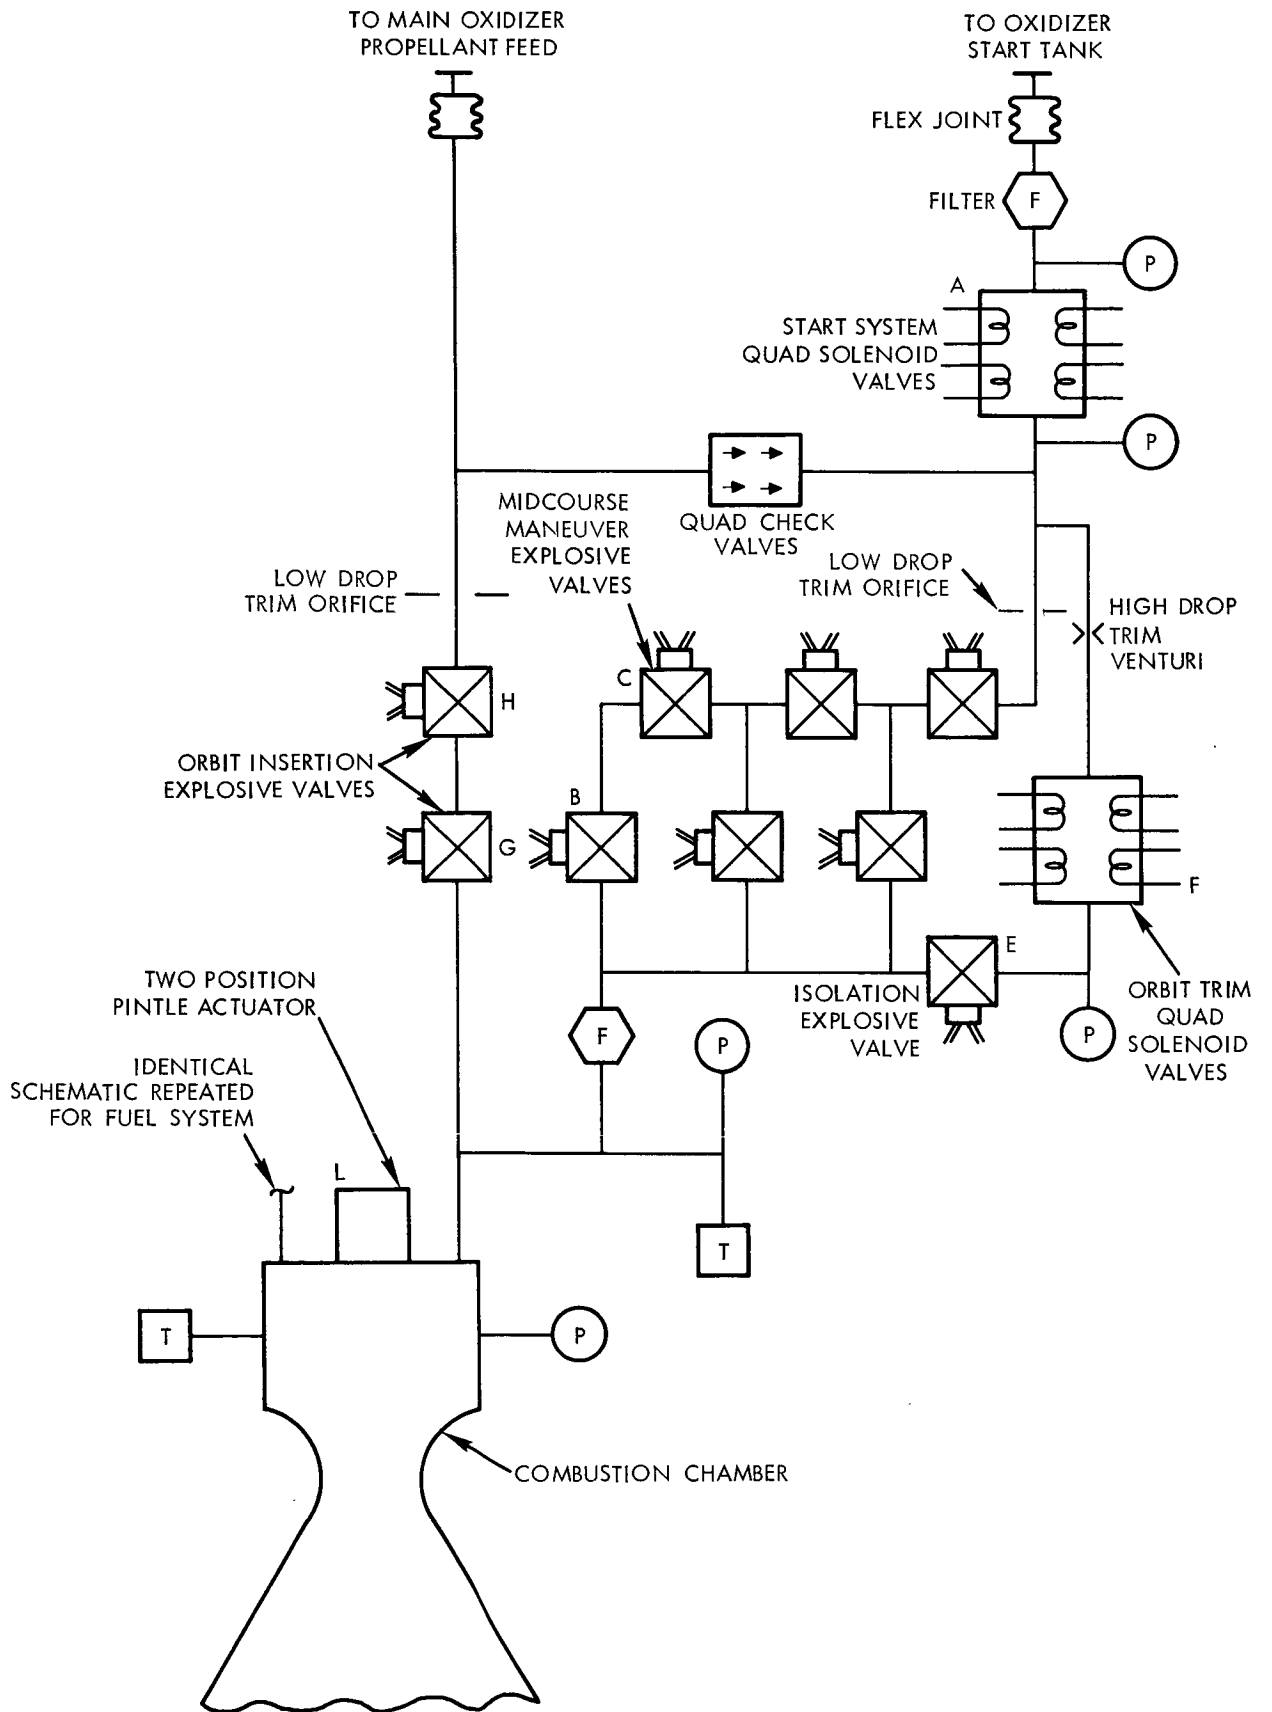 TO MAIN OXIDIZER
PROPELLANT FEED
TO OXIDIZER
START TANK
FLEX JOINT
FILTER
F
P
A
START SYSTEM
QUAD SOLENOID
VALVES
P
MIDCOURSE
MANEUVER
EXPLOSIVE
VALVES
QUAD CHECK
VALVES
LOW DROP
TRIM ORIFICE
LOW DROP
TRIM ORIFICE
HIGH DROP
TRIM
VENTURI
C
H
ORBIT INSERTION
EXPLOSIVE VALVES
B
G
F
E
TWO POSITION
PINTLE ACTUATOR
ISOLATION
EXPLOSIVE
VALVE
ORBIT TRIM
QUAD
SOLENOID
VALVES
F
P
P
IDENTICAL
SCHEMATIC REPEATED
FOR FUEL SYSTEM
L
T
T
P
COMBUSTION CHAMBER